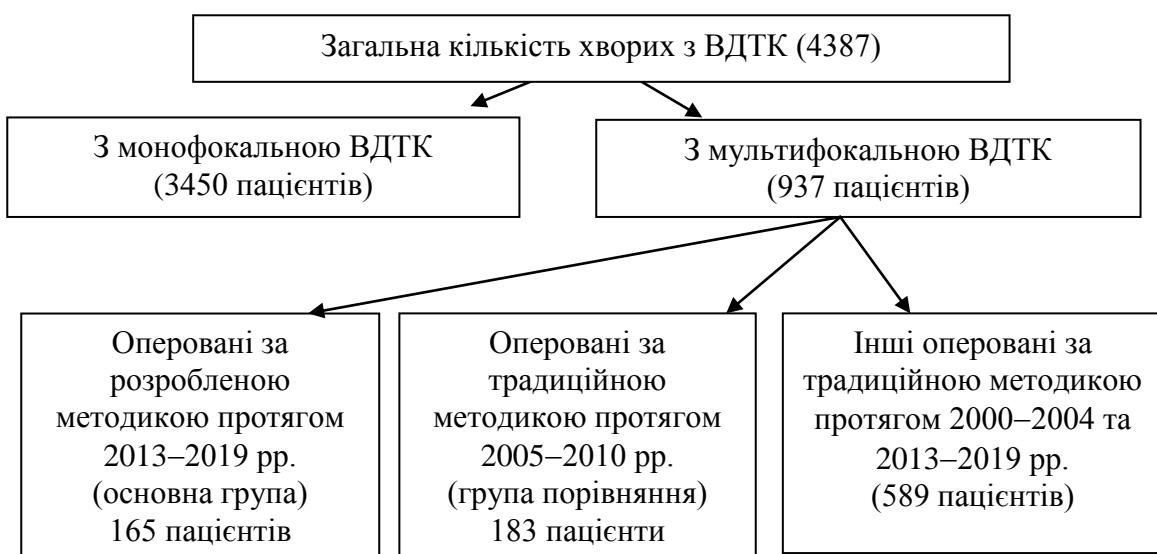 Загальна кількість хворих з ВДТК (4387)
З монофокальною ВДТК
(3450 пацієнтів)
З мультифокальною ВДТК
(937 пацієнтів)
Оперовані за
розробленою
методикою протягом
2013–2019 рр.
(основна група)
165 пацієнтів
Оперовані за
традиційною
методикою протягом
2005–2010 рр.
(група порівняння)
183 пацієнти
Інші оперовані за
традиційною методикою
протягом 2000–2004 та
2013–2019 рр.
(589 пацієнтів)